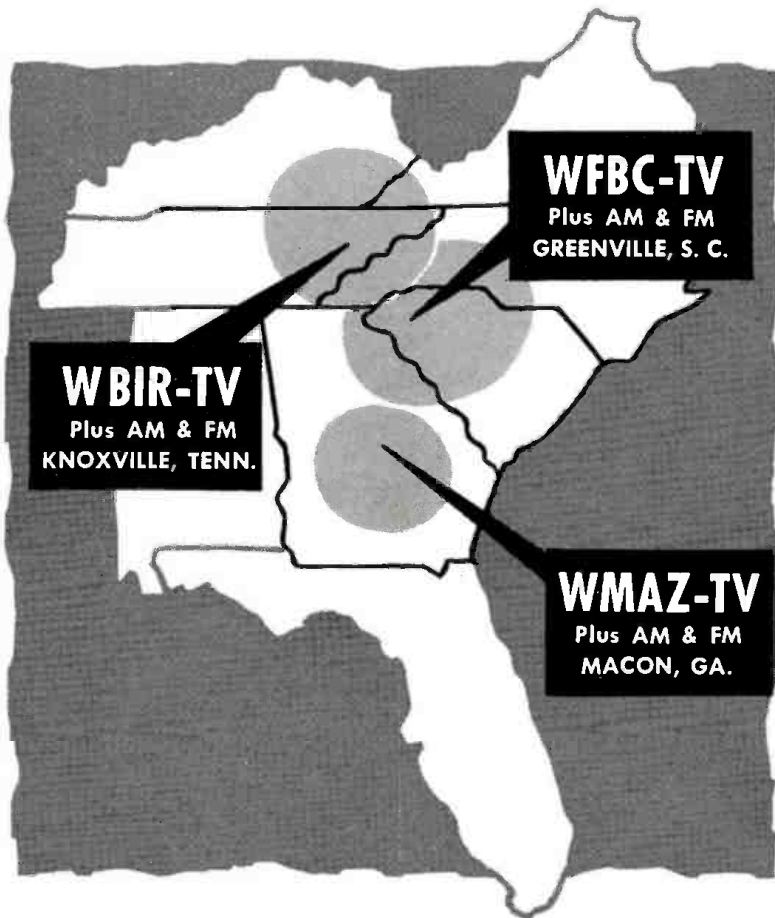 WFBC-TV
Plus AM & FM
GREENVILLE, S. C.
WBIR-TV
Plus AM & FM
KNOXVILLE, TENN.
WMAZ-TV
Plus AM & FM
MACON, GA.